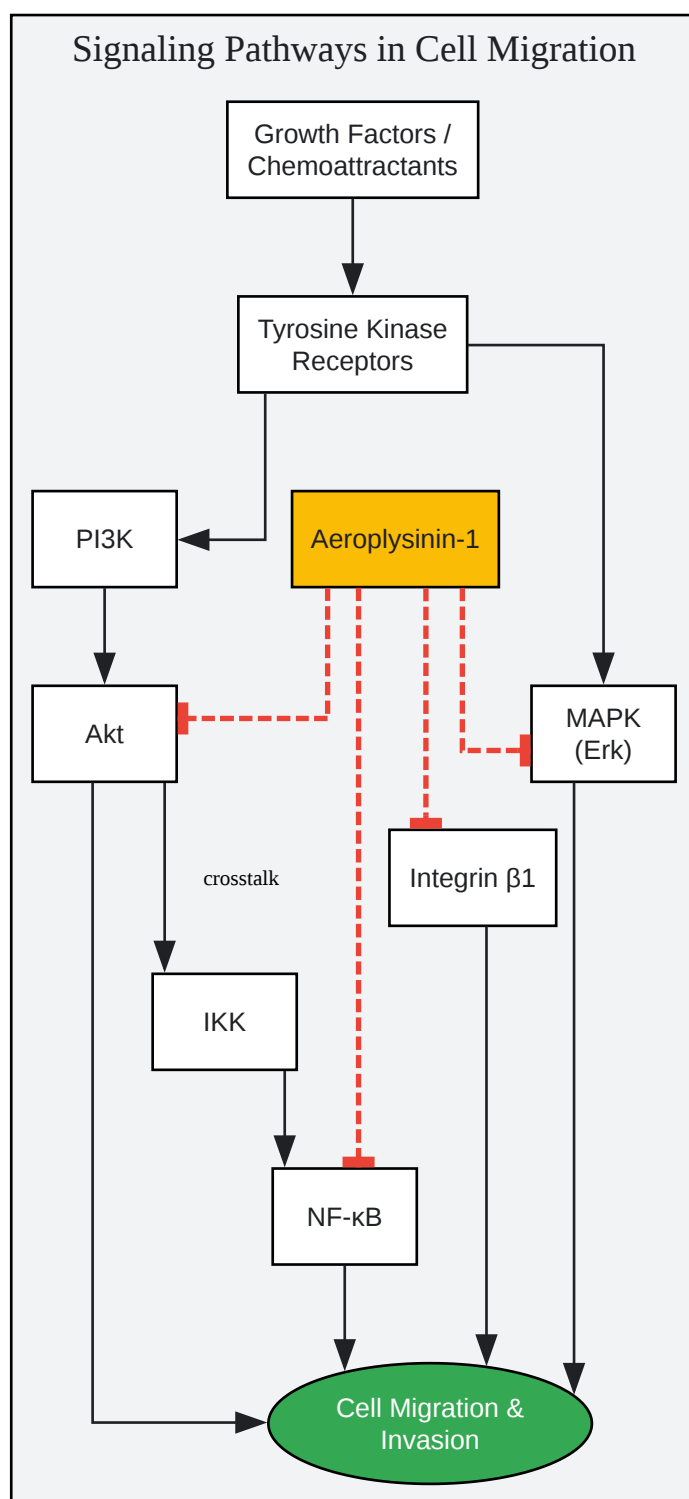 Signaling Pathways in Cell Migration
Growth Factors /
Chemoattractants
Tyrosine Kinase
Receptors
PI3K
Aeroplysinin-1
Akt
MAPK
(Erk)
crosstalk
Integrin β1
IKK
NF-κB
Cell Migration &
Invasion